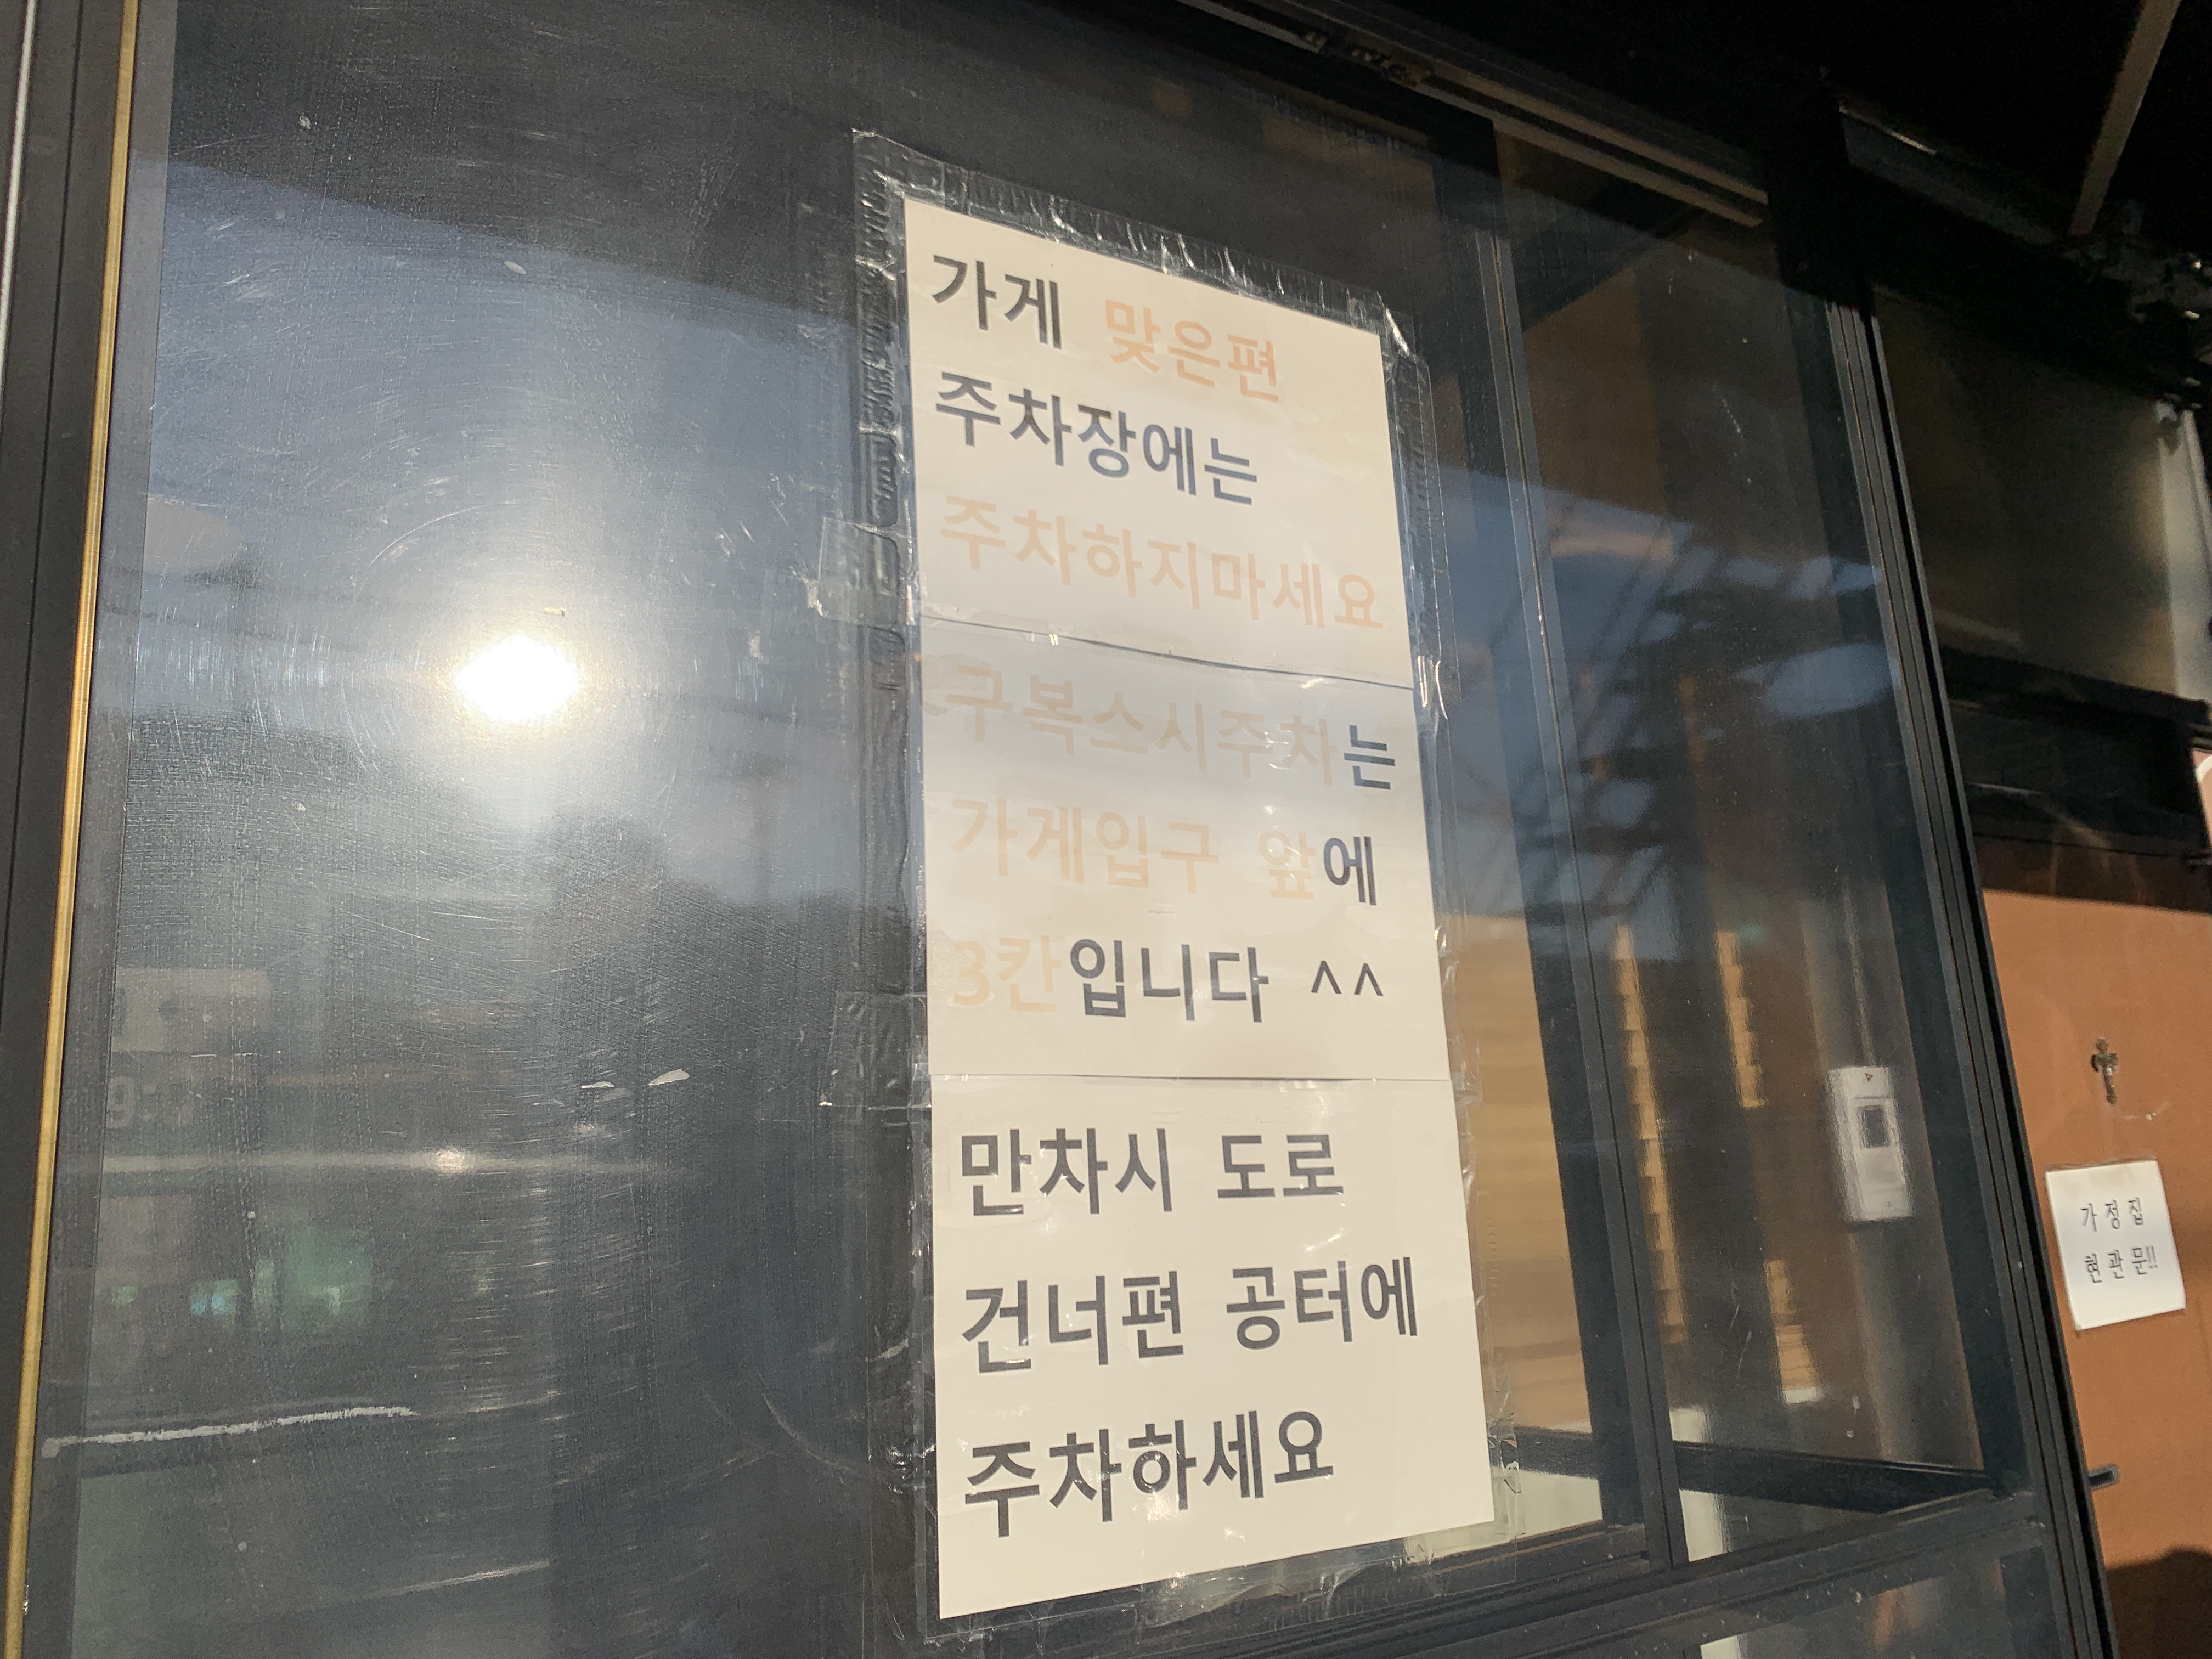 가게 맞은편
주차장에는
주차하지마세요
구복스시주차는
가게입구 앞에
3칸입니다 ^^
만차시 도로
건너편 공터에
주차하세요
가정집
현관문!!